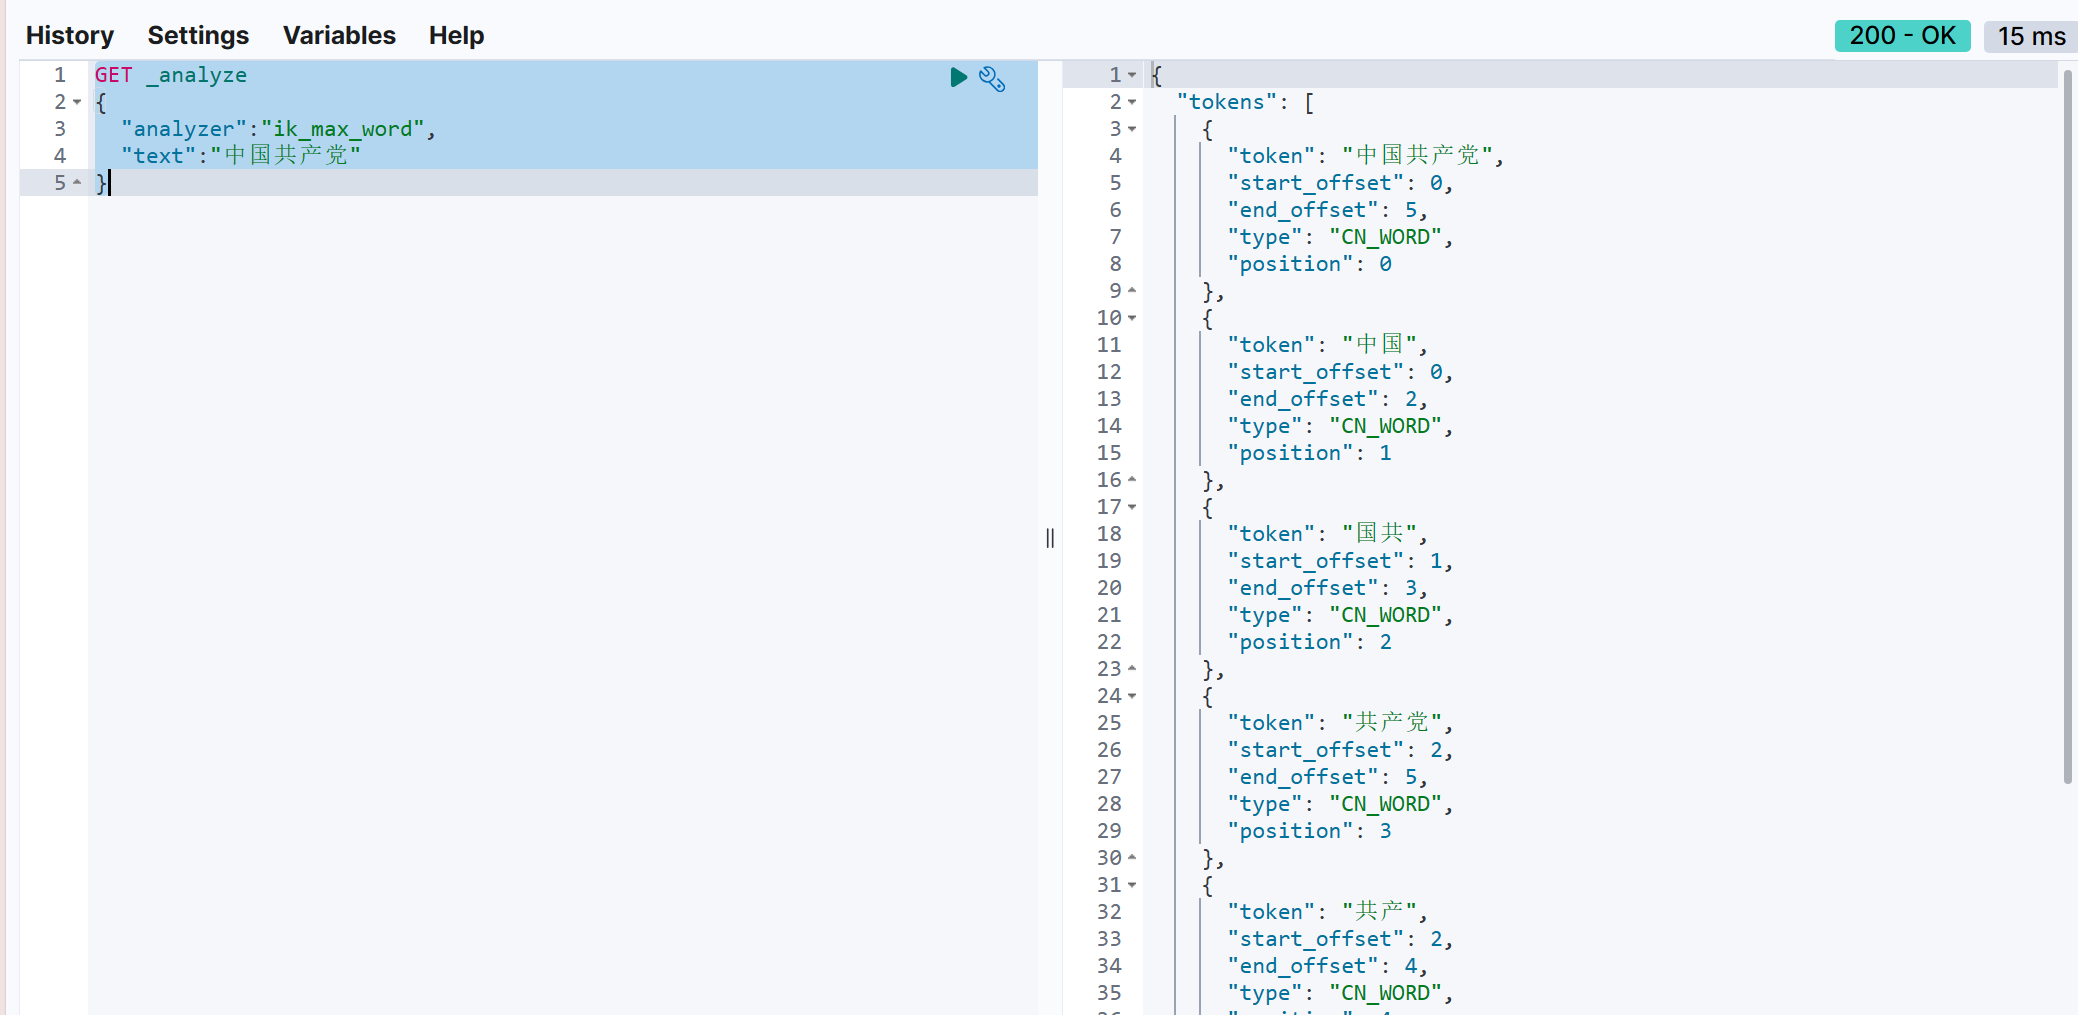 History Settings Variables Help 200 - OK 15 ms
1 GET _analyze
2 {
3 "analyzer":"ik_max_word",
4 "text":"中国共产党"
5 }
1 {
2 "tokens": [
3 {
4 "token": "中国共产党",
5 "start_offset": 0,
6 "end_offset": 5,
7 "type": "CN_WORD",
8 "position": 0
9 },
10 {
11 "token": "中国",
12 "start_offset": 0,
13 "end_offset": 2,
14 "type": "CN_WORD",
15 "position": 1
16 },
17 {
18 "token": "国共",
19 "start_offset": 1,
20 "end_offset": 3,
21 "type": "CN_WORD",
22 "position": 2
23 },
24 {
25 "token": "共产党",
26 "start_offset": 2,
27 "end_offset": 5,
28 "type": "CN_WORD",
29 "position": 3
30 },
31 {
32 "token": "共产",
33 "start_offset": 2,
34 "end_offset": 4,
35 "type": "CN_WORD",